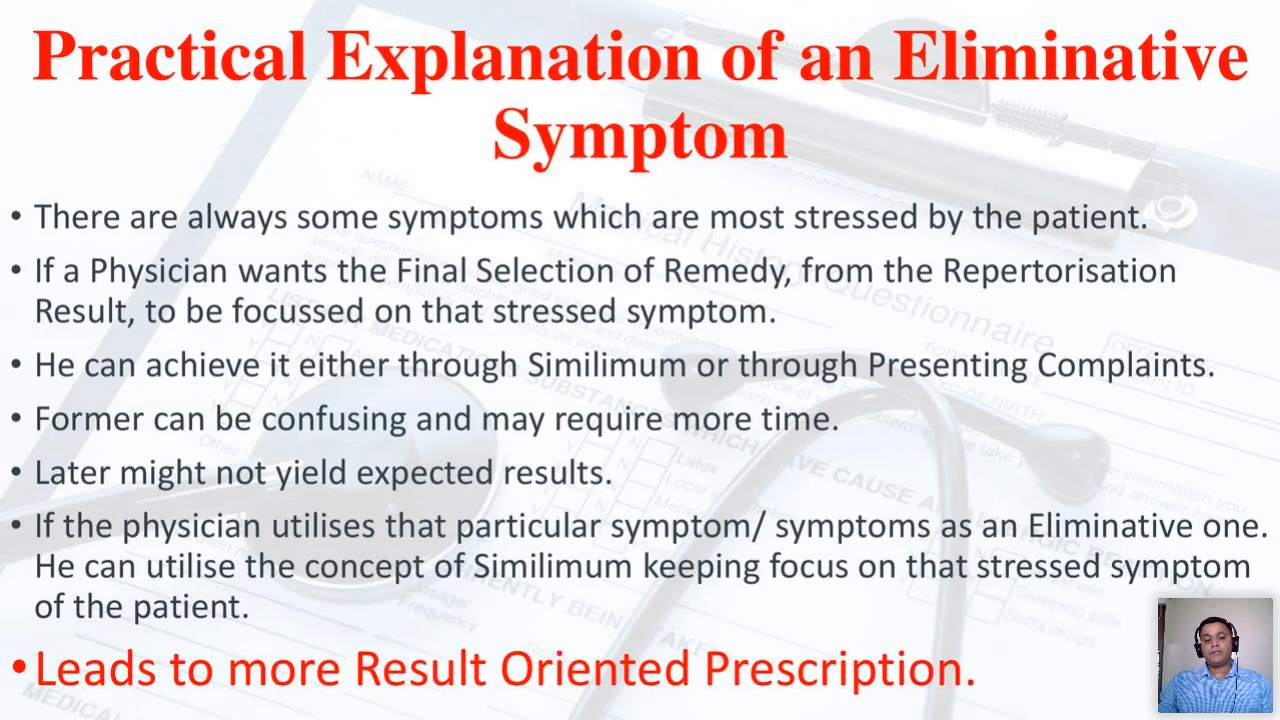 Practical Explanation of an Eliminative
Symptom
• There are always some symptoms which are most stressed by the patient.
• If a Physician wants the Final Selection of Remedy, from the Repertorisation
Result, to be focussed on that stressed symptom.
• He can achieve it either through Similimum or through Presenting Complaints.
• Former can be confusing and may require more time.
• Later might not yield expected results.
• If the physician utilises that particular symptom/ symptoms as an Eliminative one.
He can utilise the concept of Similimum keeping focus on that stressed symptom
of the patient.
• Leads to more Result Oriented Prescription.
NAME:
Medical History Questionnaire